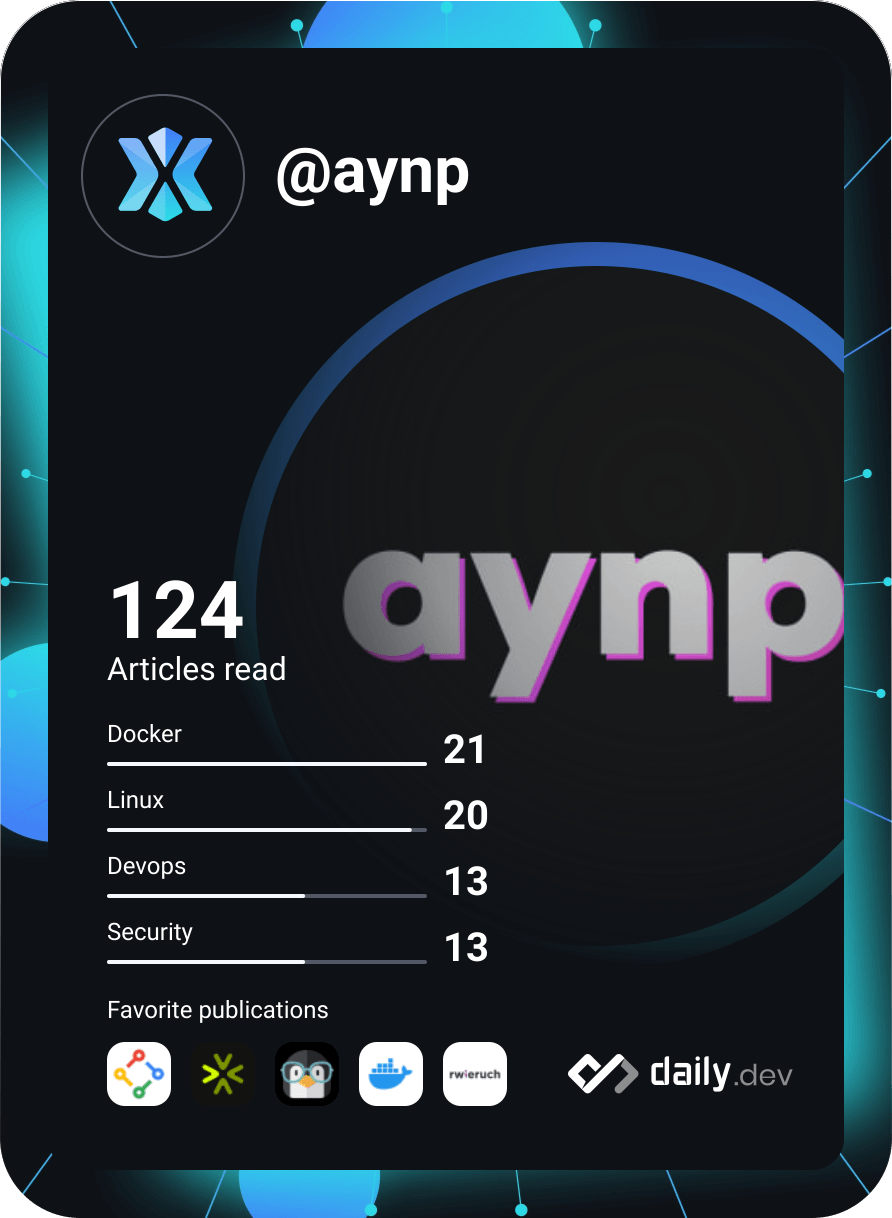 @aynp
aynp
124
Articles read
Docker
21
Linux
20
Devops
13
Security
13
Favorite publications
rwieruch
daily.dev